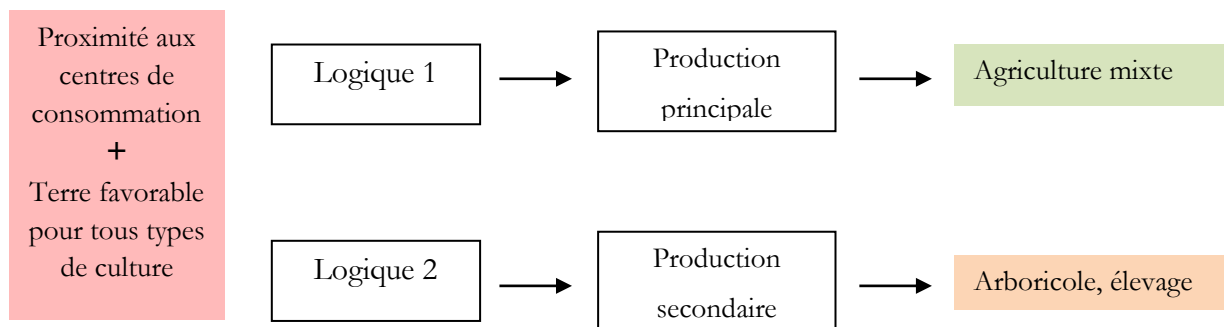 Proximité aux
centres de
consommation
+
Terre favorable
pour tous types
de culture
Logique 1
Production
principale
Agriculture mixte
Logique 2
Production
secondaire
Arboricole, élevage